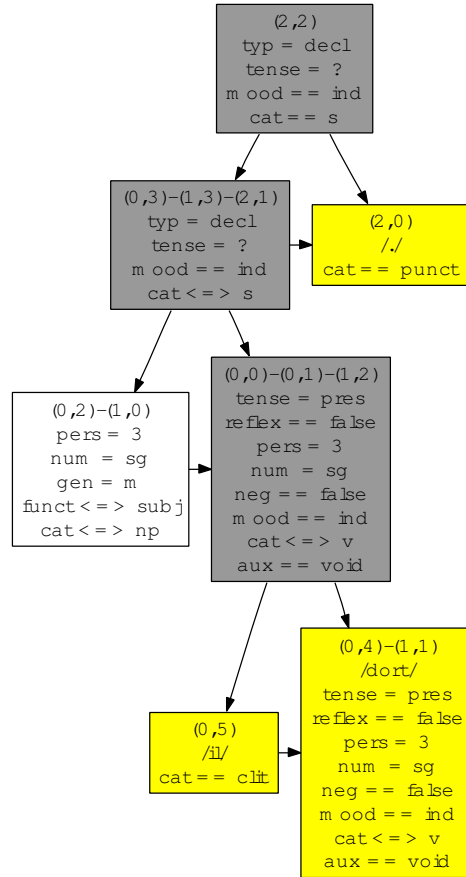 (2,2)
typ = decl
tense = ?
mood == ind
cat == s
(0,3)-(1,3)-(2,1)
typ = decl
tense = ?
mood == ind
cat <=> s
(2,0)
/./
cat == punct
(0,2)-(1,0)
pers = 3
num = sg
gen = m
funct <=> subj
cat <=> np
(0,0)-(0,1)-(1,2)
tense = pres
reflex == false
pers = 3
num = sg
neg == false
mood == ind
cat <=> v
aux == void
(0,5)
/il/
cat == clit
(0,4)-(1,1)
/dort/
tense = pres
reflex == false
pers = 3
num = sg
neg == false
mood == ind
cat <=> v
aux == void